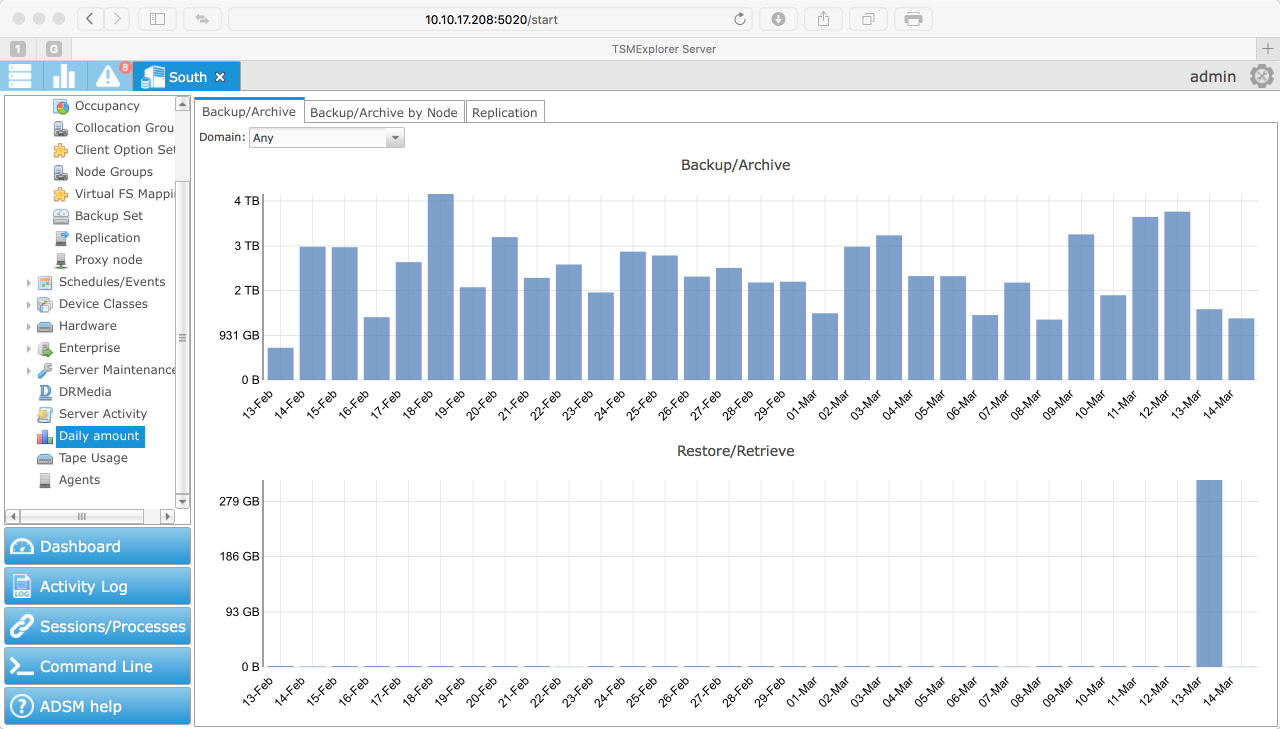 10.10.17.208:5020/start
1
G
TSMExplorer Server
8
South
admin
Occupancy
Collocation Grou
Client Option Set
Node Groups
Virtual FS Mappi
Backup Set
Replication
Proxy node
Schedules/Events
Device Classes
Hardware
Enterprise
Server Maintenance
DRMedia
Server Activity
Daily amount
Tape Usage
Agents
Dashboard
LOG
Activity Log
Sessions/Processes
Command Line
ADSM help
Backup/Archive
Backup/Archive by Node
Replication
Domain: Any
Backup/Archive
4 TB
3 TB
2 TB
931 GB
0 B
13-Feb 14-Feb 15-Feb 16-Feb 17-Feb 18-Feb 19-Feb 20-Feb 21-Feb 22-Feb 23-Feb 24-Feb 25-Feb 26-Feb 27-Feb 28-Feb 29-Feb 01-Mar 02-Mar 03-Mar 04-Mar 05-Mar 06-Mar 07-Mar 08-Mar 09-Mar 10-Mar 11-Mar 12-Mar 13-Mar 14-Mar
Restore/Retrieve
279 GB
186 GB
93 GB
0 B
13-Feb 14-Feb 15-Feb 16-Feb 17-Feb 18-Feb 19-Feb 20-Feb 21-Feb 22-Feb 23-Feb 24-Feb 25-Feb 26-Feb 27-Feb 28-Feb 29-Feb 01-Mar 02-Mar 03-Mar 04-Mar 05-Mar 06-Mar 07-Mar 08-Mar 09-Mar 10-Mar 11-Mar 12-Mar 13-Mar 14-Mar